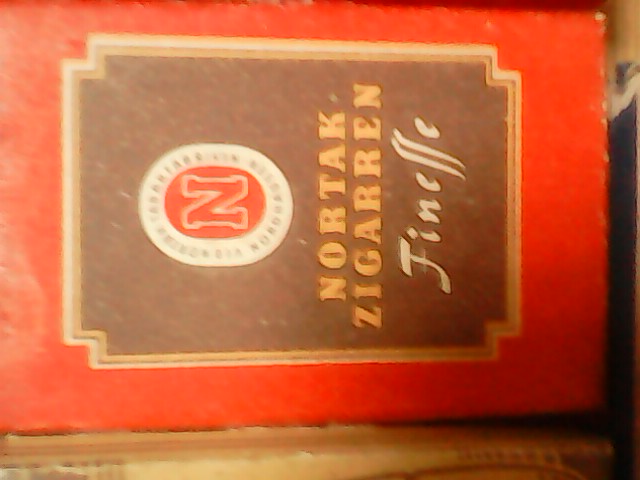 N
NORTAK
ZIGARREN
Finesse